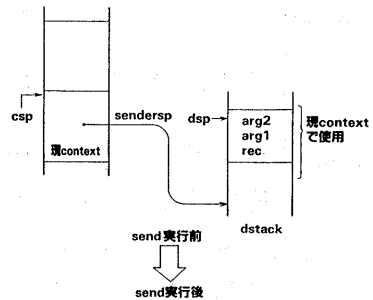 csp
sendersp
現context
dsp
arg2
arg1
rec
現context
で使用
dstack
send実行前
send実行後